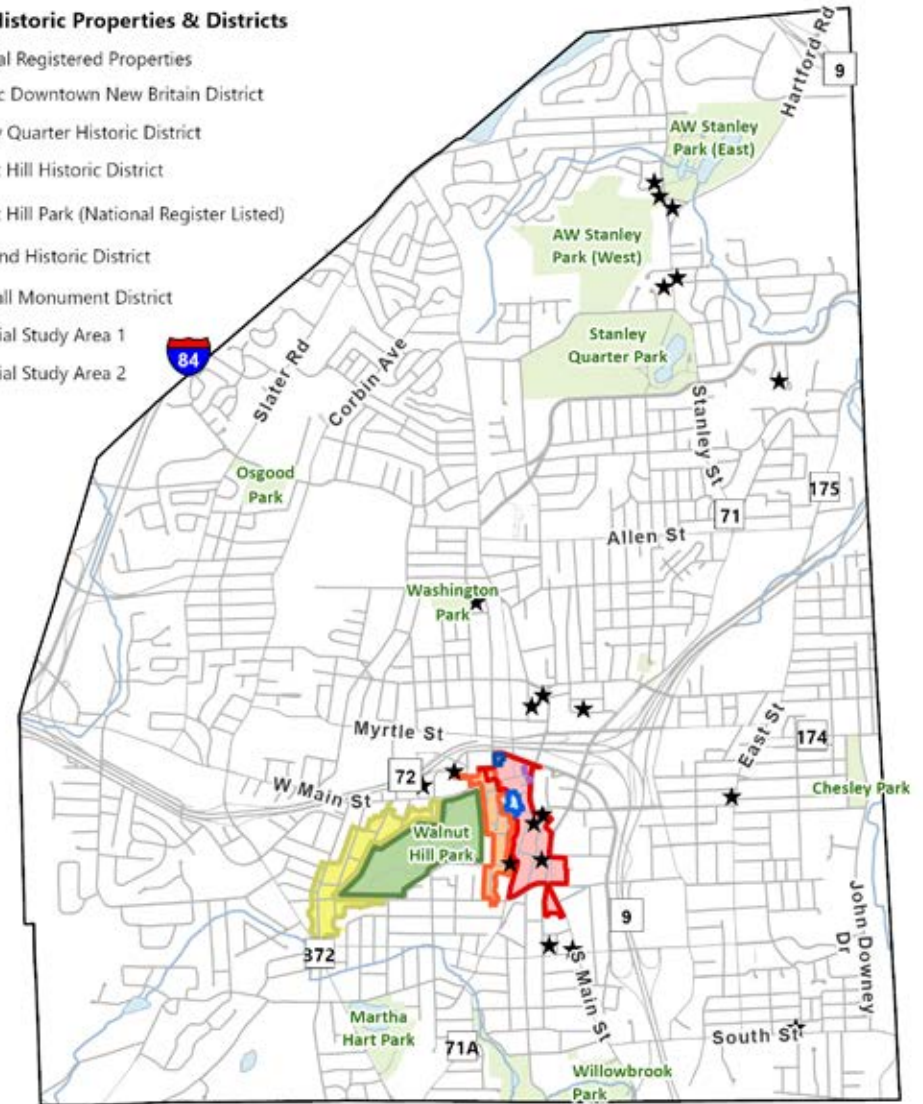 Historic Properties & Districts
al Registered Properties
c Downtown New Britain District
y Quarter Historic District
t Hill Historic District
t Hill Park (National Register Listed)
nd Historic District
all Monument District
ial Study Area 1
ial Study Area 2
Hartford Rd
9
AW Stanley
Park (East)
AW Stanley
Park (West)
Stanley
Quarter Park
84
Slater Rd
Corbin Ave
Stanley St
Osgood
Park
175
71
Allen St
Washington
Park
Myrtle St
East St
174
72
W Main St
Chesley Park
Walnut
Hill Park
9
John Downey
Dr
372
S Main St
Martha
Hart Park
71A
South St
Willowbrook
Park